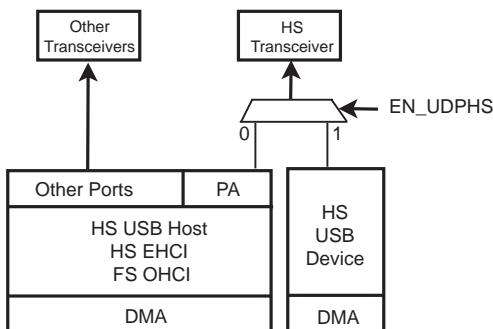 Other
Transceivers
HS
Transceiver
EN_UDPHS
0
1
Other Ports
PA
HS USB Host
HS EHCI
FS OHCI
DMA
HS
USB
Device
DMA